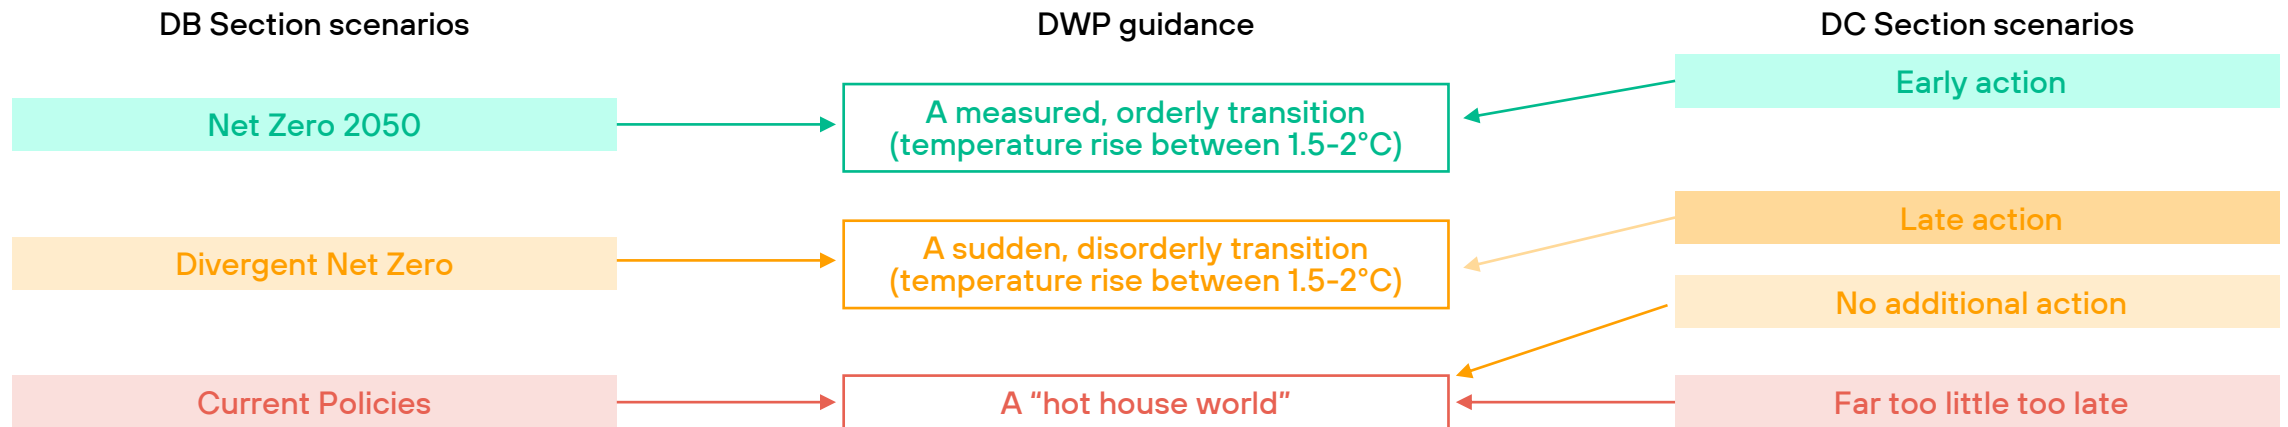 DB Section scenarios
DWP guidance
DC Section scenarios
Net Zero 2050
A measured, orderly transition
(temperature rise between 1.5-2°C)
Early action
Divergent Net Zero
A sudden, disorderly transition
(temperature rise between 1.5-2°C)
Late action
No additional action
Current Policies
A “hot house world”
Far too little too late